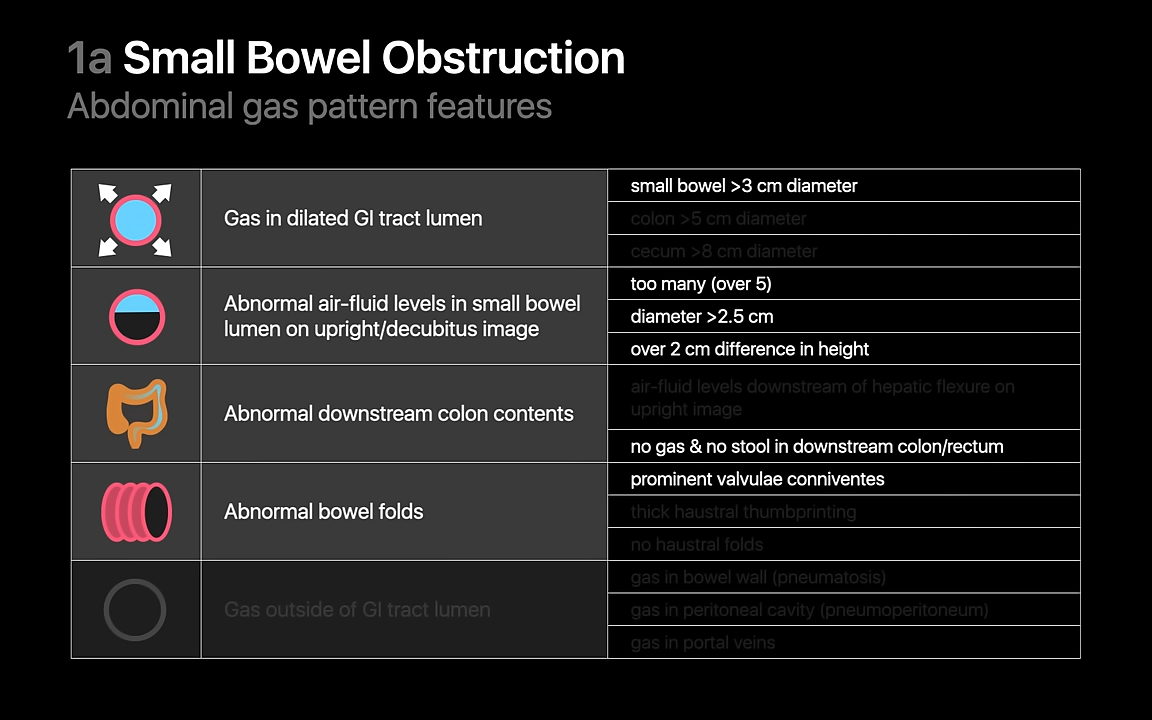 1a Small Bowel Obstruction
Abdominal gas pattern features
Gas in dilated GI tract lumen
small bowel >3 cm diameter
colon >5 cm diameter
cecum >8 cm diameter
Abnormal air-fluid levels in small bowel
lumen on upright/decubitus image
too many (over 5)
diameter >2.5 cm
over 2 cm difference in height
Abnormal downstream colon contents
air-fluid levels downstream of hepatic flexure on
upright image
no gas & no stool in downstream colon/rectum
Abnormal bowel folds
prominent valvulae conniventes
thick haustral thumbprinting
no haustral folds
Gas outside of GI tract lumen
gas in bowel wall (pneumatosis)
gas in peritoneal cavity (pneumoperitoneum)
gas in portal veins